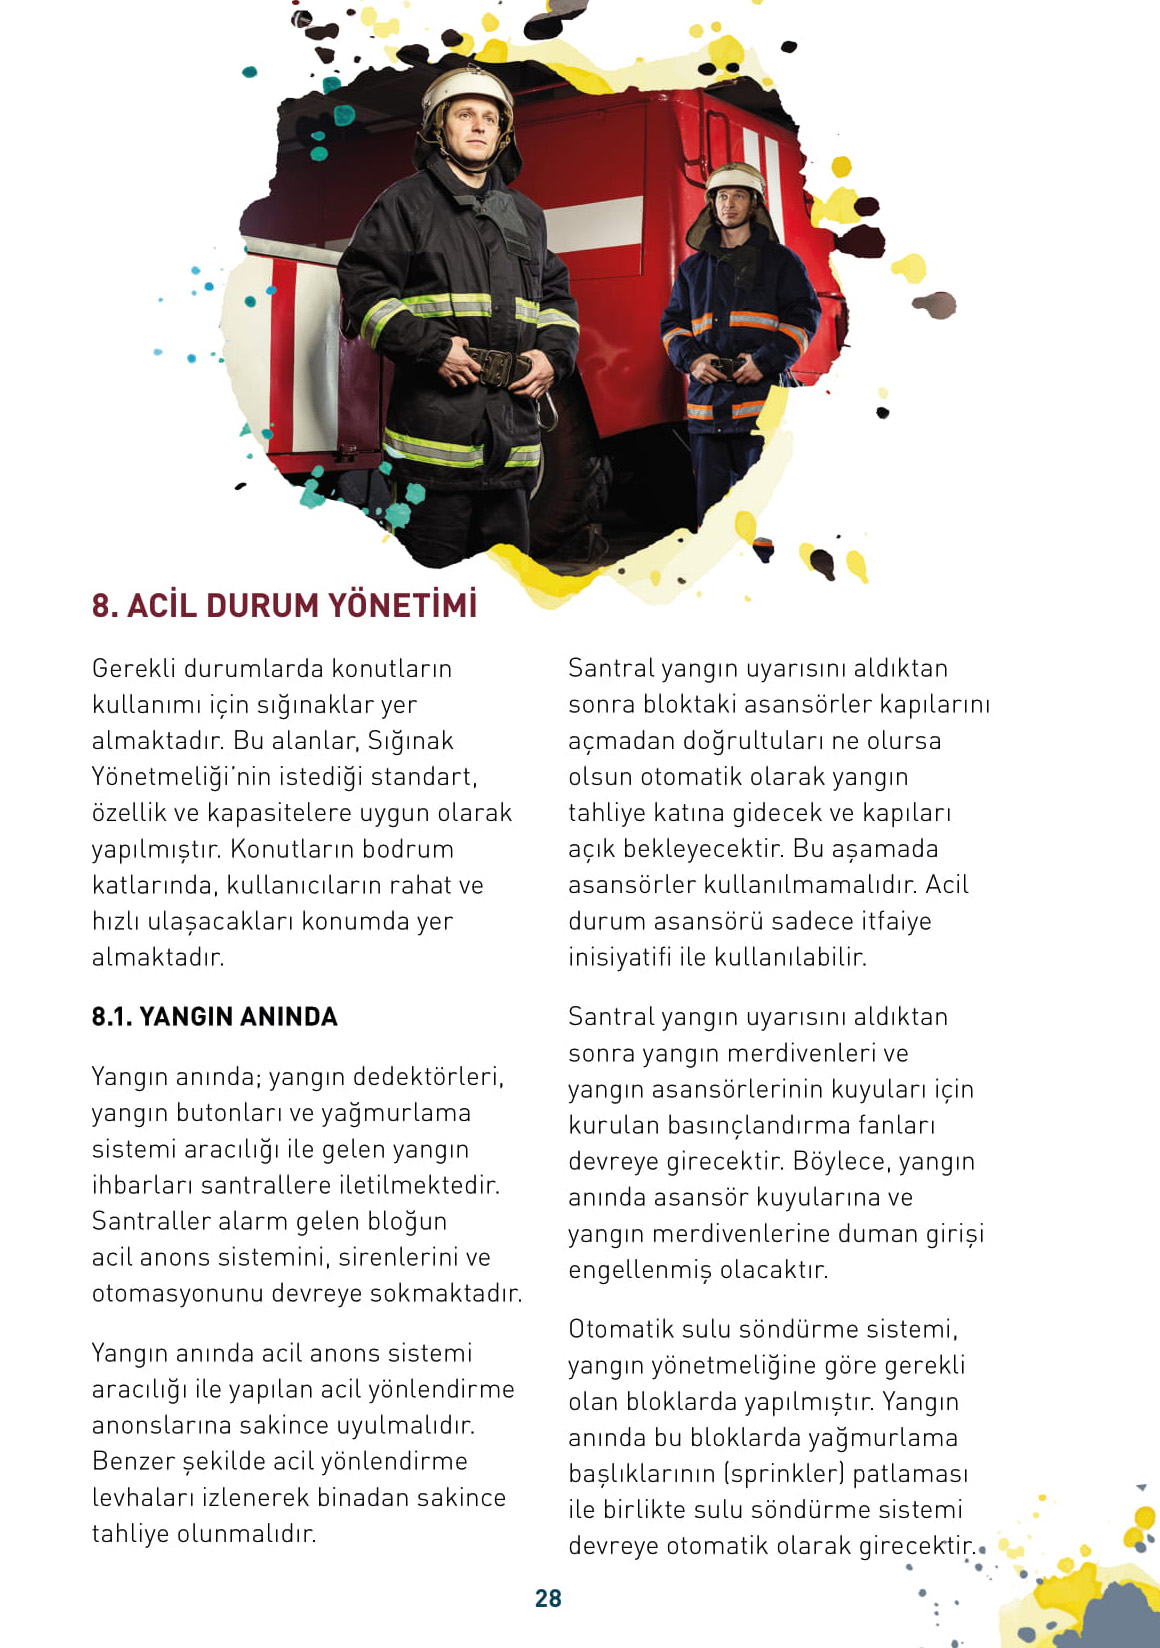 8. ACİL DURUM YÖNETİMİ
Gerekli durumlarda konutların
kullanımı için sığınaklar yer
almaktadır. Bu alanlar, Sığınak
Yönetmeliği’nin istediği standart,
özellik ve kapasitelere uygun olarak
yapılmıştır. Konutların bodrum
katlarında, kullanıcıların rahat ve
hızlı ulaşacakları konumda yer
almaktadır.
8.1. YANGIN ANINDA
Yangın anında; yangın dedektörleri,
yangın butonları ve yağmurlama
sistemi aracılığı ile gelen yangın
ihbarları santrallere iletilmektedir.
Santraller alarm gelen bloğun
acil anons sistemini, sirenlerini ve
otomasyonunu devreye sokmaktadır.
Yangın anında acil anons sistemi
aracılığı ile yapılan acil yönlendirme
anonslarına sakince uyulmalıdır.
Benzer şekilde acil yönlendirme
levhaları izlenerek binadan sakince
tahliye olunmalıdır.
Santral yangın uyarısını aldıktan
sonra bloktaki asansörler kapılarını
açmadan doğrultuları ne olursa
olsun otomatik olarak yangın
tahliye katına gidecek ve kapıları
açık bekleyecektir. Bu aşamada
asansörler kullanılmamalıdır. Acil
durum asansörü sadece itfaiye
inisiyatifi ile kullanılabilir.
Santral yangın uyarısını aldıktan
sonra yangın merdivenleri ve
yangın asansörlerinin kuyuları için
kurulan basınçlandırma fanları
devreye girecektir. Böylece, yangın
anında asansör kuyularına ve
yangın merdivenlerine duman girişi
engellenmiş olacaktır.
Otomatik sulu söndürme sistemi,
yangın yönetmeliğine göre gerekli
olan bloklarda yapılmıştır. Yangın
anında bu bloklarda yağmurlama
başlıklarının (sprinkler) patlaması
ile birlikte sulu söndürme sistemi
devreye otomatik olarak girecektir.
28